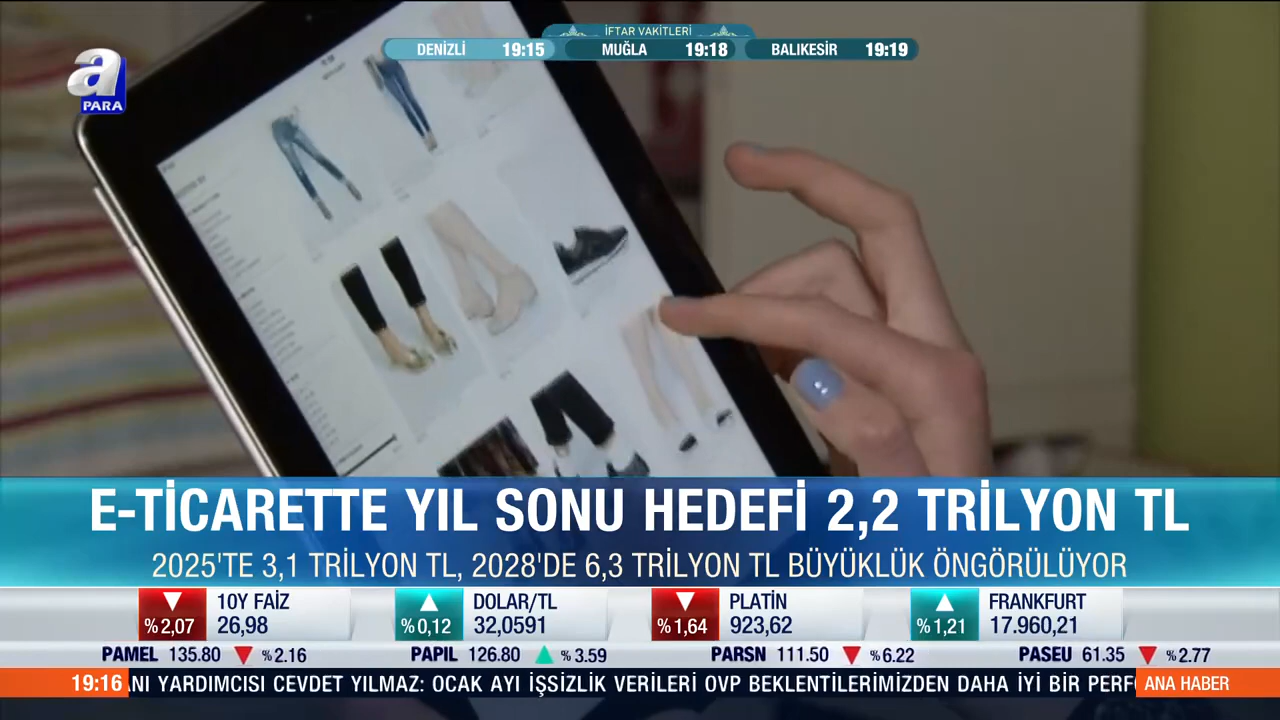 İFTAR VAKİTLERİ
DENİZLİ 19:15 MUĞLA 19:18 BALIKESİR 19:19
a
PARA
E-TİCARETTE YIL SONU HEDEFİ 2,2 TRİLYON TL
2025'TE 3,1 TRİLYON TL, 2028'DE 6,3 TRİLYON TL BÜYÜKLÜK ÖNGÖRÜLÜYOR
%2,07 10Y FAİZ 26,98
%0,12 DOLAR/TL 32,0591
%1,64 PLATİN 923,62
%1,21 FRANKFURT 17.960,21
PAMEL 135.80 %2.16 PAPIL 126.80 %3.59 PARSN 111.50 %6.22 PASEU 61.35 %2.77
19:16 ANI YARDIMCISI CEVDET YILMAZ: OCAK AYI İŞSİZLİK VERİLERİ OVP BEKLENTİLERİMİZDEN DAHA İYİ BİR PERF ANA HABER